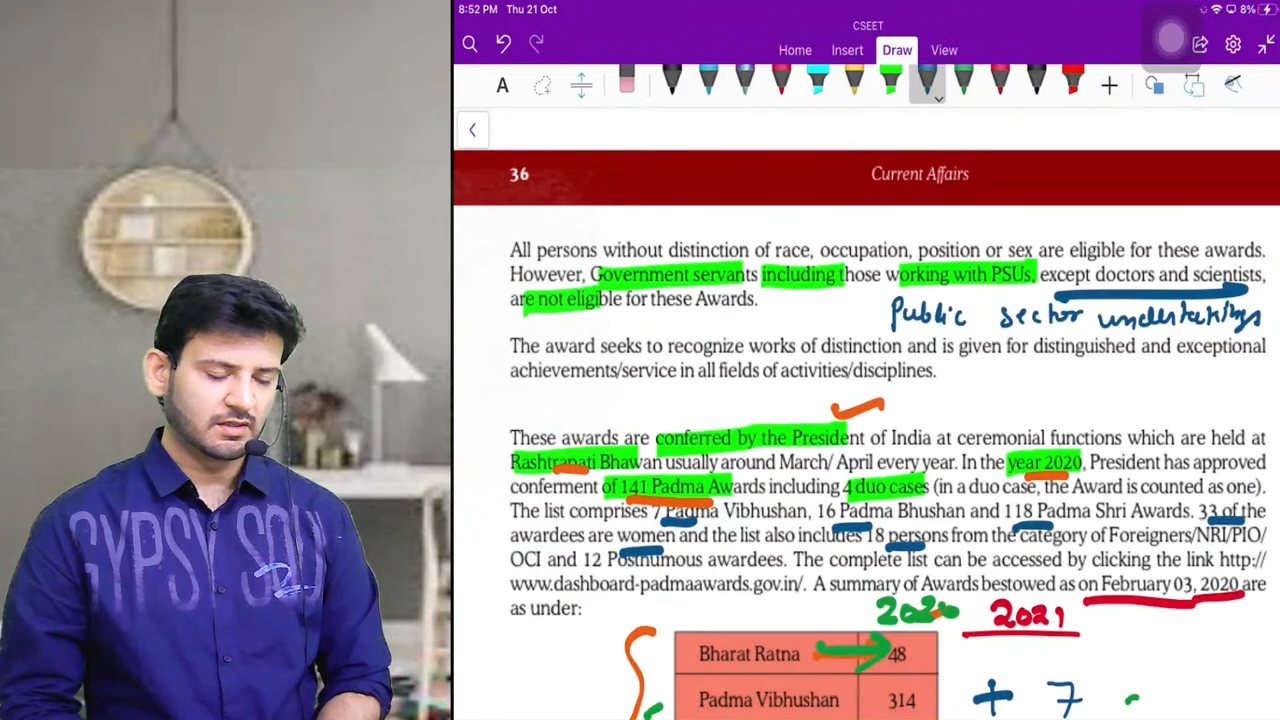 8:52 PM Thu 21 Oct
8%
CSEET
Home Insert Draw View
A
36 Current Affairs
All persons without distinction of race, occupation, position or sex are eligible for these awards.
However, Government servants including those working with PSUs, except doctors and scientists,
are not eligible for these Awards.
Public sector undertakings
The award seeks to recognize works of distinction and is given for distinguished and exceptional
achievements/service in all fields of activities/disciplines.
These awards are conferred by the President of India at ceremonial functions which are held at
Rashtrapati Bhawan usually around March/ April every year. In the year 2020, President has approved
conferment of 141 Padma Awards including 4 duo cases (in a duo case, the Award is counted as one).
The list comprises 7 Padma Vibhushan, 16 Padma Bhushan and 118 Padma Shri Awards. 33 of the
awardees are women and the list also includes 18 persons from the category of Foreigners/NRI/PIO/
OCI and 12 Posthumous awardees. The complete list can be accessed by clicking the link http://
www.dashboard-padmaawards.gov.in/. A summary of Awards bestowed as on February 03, 2020 are
as under:
2020 2021
Bharat Ratna 48
Padma Vibhushan 314 + 7
GYPSY SOUL